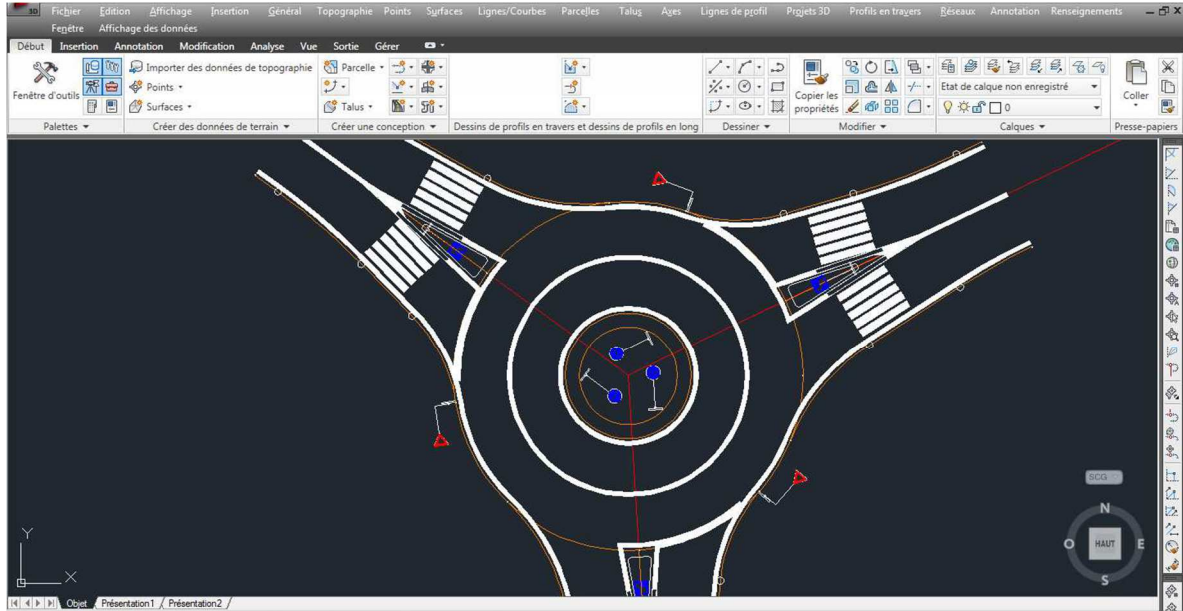 3D Fichier Edition Affichage Insertion Général Topographie Points Surfaces Lignes/Courbes Parcelles Talus Axes Lignes de profil Projets 3D Profils en travers Réseaux Annotation Renseignements
Fenêtre Affichage des données
Début Insertion Annotation Modification Analyse Vue Sortie Gérer
Importer des données de topographie Parcelle
Fenêtre d'outils Points Copier les propriétés Etat de calque non enregistré Coller
Surfaces Talus 0
Palettes Créer des données de terrain Créer une conception Dessins de profils en travers et dessins de profils en long Dessiner Modifier Calques Presse-papiers
SCG
N
O HAUT E
S
Y
X
Objet Présentation1 Présentation2